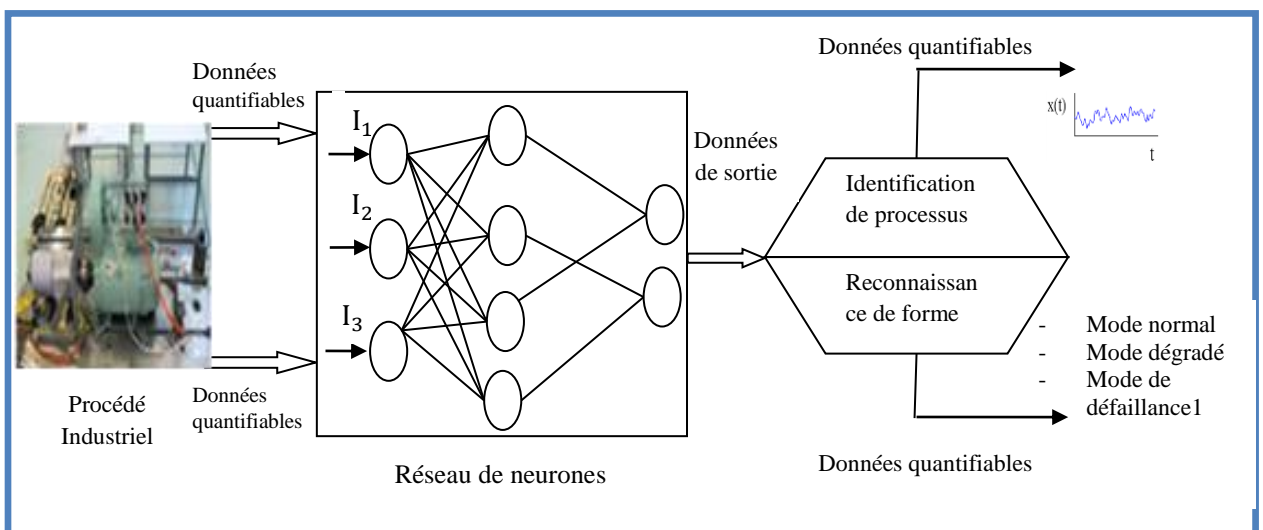 Données quantifiables
Données
quantifiables
x(t)
t
I₁
I₂
I₃
Données
de sortie
Identification
de processus
Reconnaissan
ce de forme
- Mode normal
- Mode dégradé
- Mode de
défaillance1
Données
quantifiables
Procédé
Industriel
Données quantifiables
Réseau de neurones